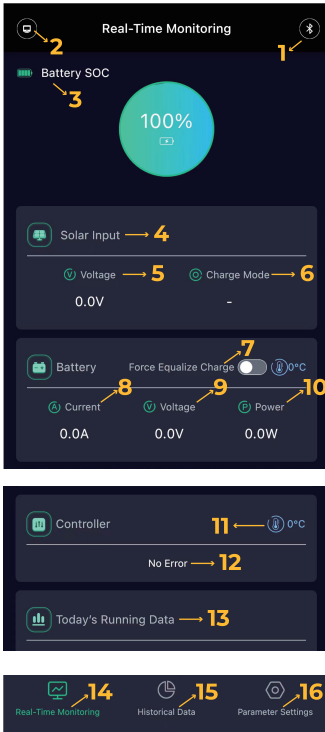 Real-Time Monitoring
2
1
Battery SOC
3
100%
Solar Input 4
V Voltage 5 Charge Mode 6
0.0V -
7
Battery Force Equalize Charge 0°C
8 9 10
A Current V Voltage P Power
0.0A 0.0V 0.0W
Controller 11 0°C
No Error 12
Today's Running Data 13
14 15 16
Real-Time Monitoring Historical Data Parameter Settings